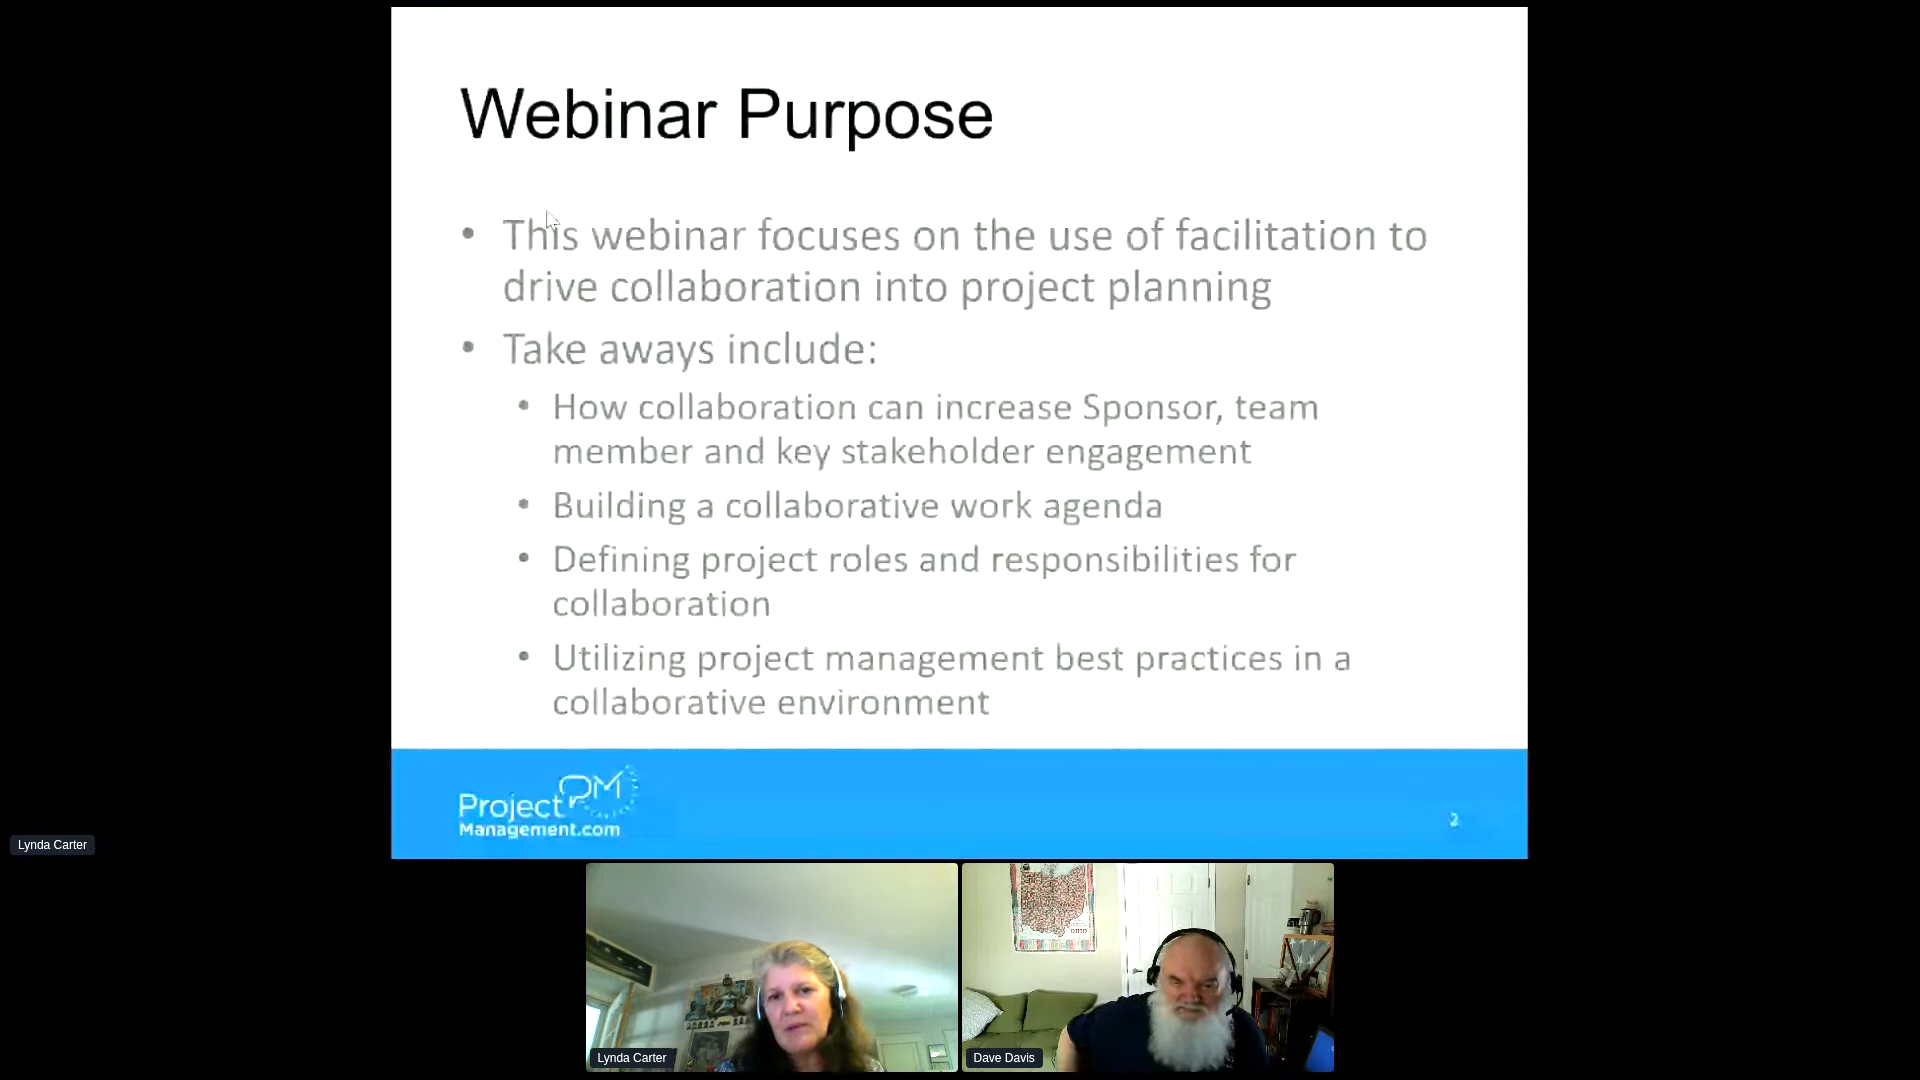 Webinar Purpose
• This webinar focuses on the use of facilitation to
drive collaboration into project planning
• Take aways include:
• How collaboration can increase Sponsor, team
member and key stakeholder engagement
• Building a collaborative work agenda
• Defining project roles and responsibilities for
collaboration
• Utilizing project management best practices in a
collaborative environment
PM
Project
Management.com
2
Lynda Carter
OHIO
Lynda Carter
Dave Davis